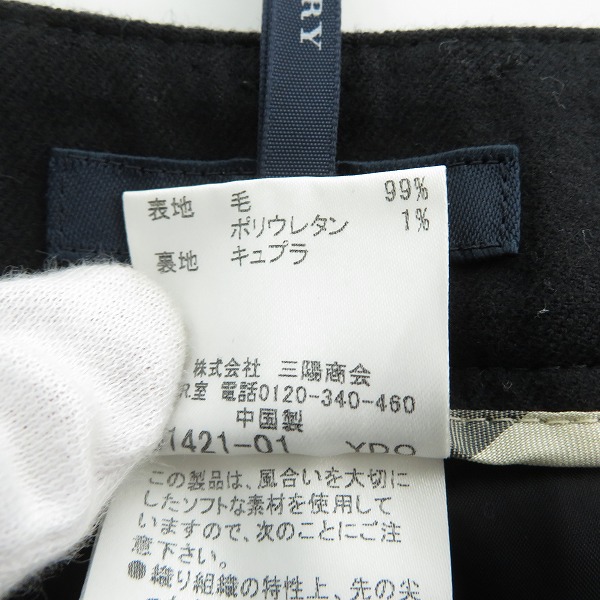 RY
表地 毛 99%
ポリウレタン 1%
裏地 キュプラ
株式会社 三陽商会
R室 電話0120-340-460
中国製
1421-01
この製品は、風合いを大切に
したソフトな素材を使用して
いますので、次のことにご注
意下さい。
●織り組織の特性上、先の尖